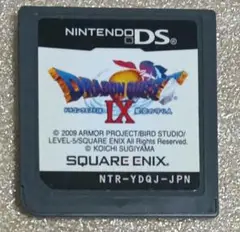 NINTENDO DS
DRAGON QUEST
IX
© 2009 ARMOR PROJECT/BIRD STUDIO/
LEVEL-5/SQUARE ENIX All Rights Reserved.
© KOICHI SUGIYAMA
SQUARE ENIX.
NTR-YDQJ-JPN